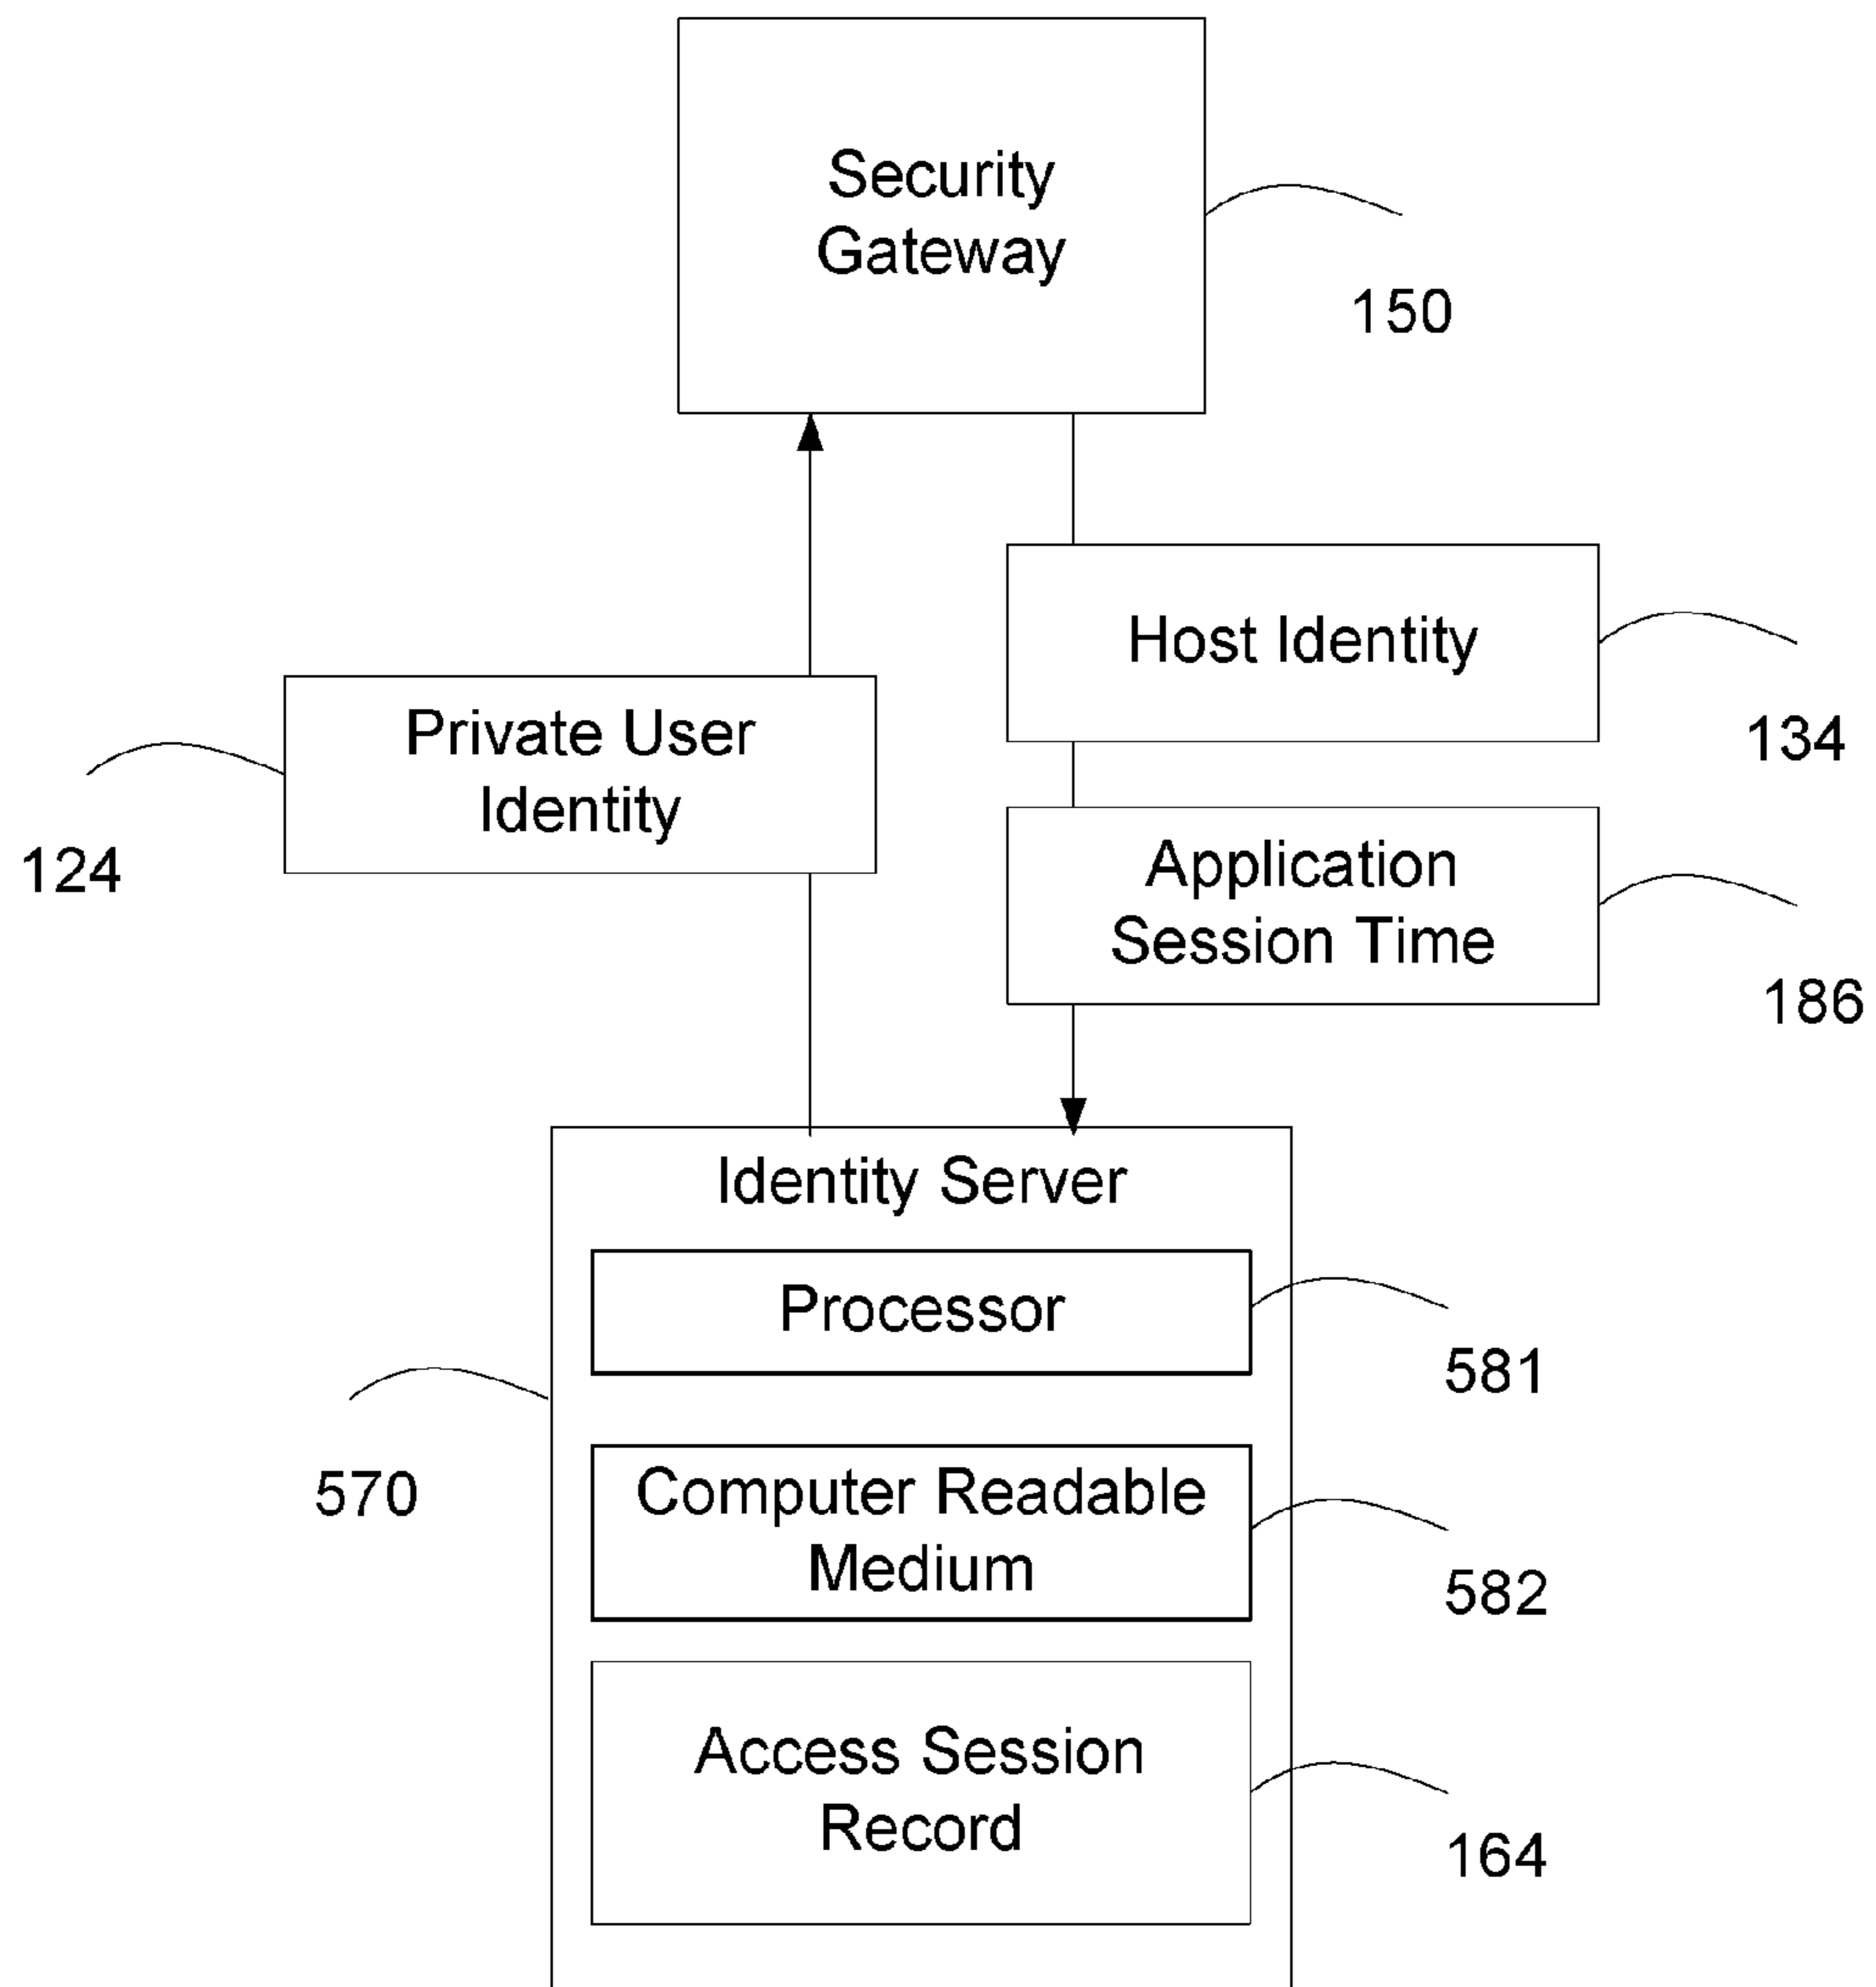 Security
Gateway
150
Host Identity
134
Private User
Identity
124
Application
Session Time
186
Identity Server
Processor
581
570
Computer Readable
Medium
582
Access Session
Record
164